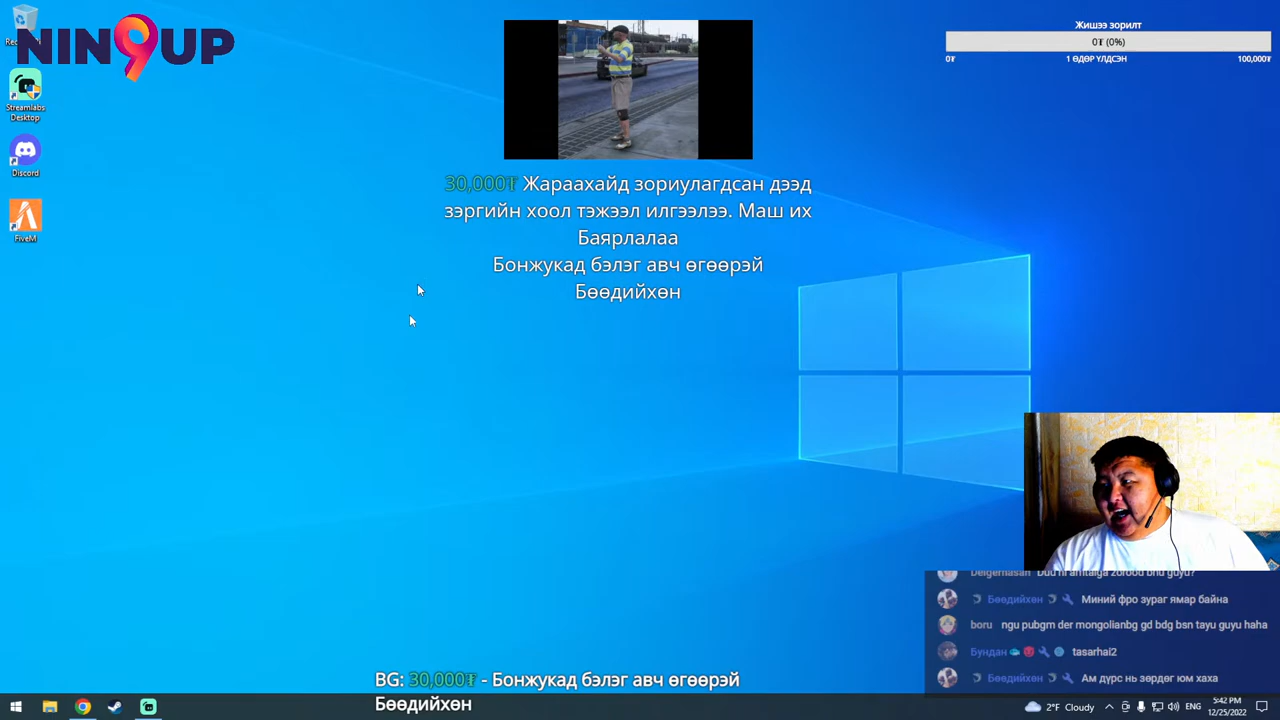 NIN9UP
Streamlabs
Desktop
Discord
FiveM
30,000₮ Жараахайд зориулагдсан дээд
зэргийн хоол тэжээл илгээлээ. Маш их
Баярлалаа
Бонжукад бэлэг авч өгөөрэй
Бөөдийхөн
Жишээ зорилт
0₮ (0%)
0₮ 1 ӨДӨР ҮЛДСЭН 100,000₮
Бөөдийхөн Миний фро зураг ямар байна
boru ngu pubgm der mongolianbg gd bdg bsn tayu guyu haha
Бундан tasarhai2
Бөөдийхөн Ам дүрс нь зөрдөг юм хаха
BG: 30,000₮ - Бонжукад бэлэг авч өгөөрэй
Бөөдийхөн
2°F Cloudy ENG 5:42 PM
12/25/2022